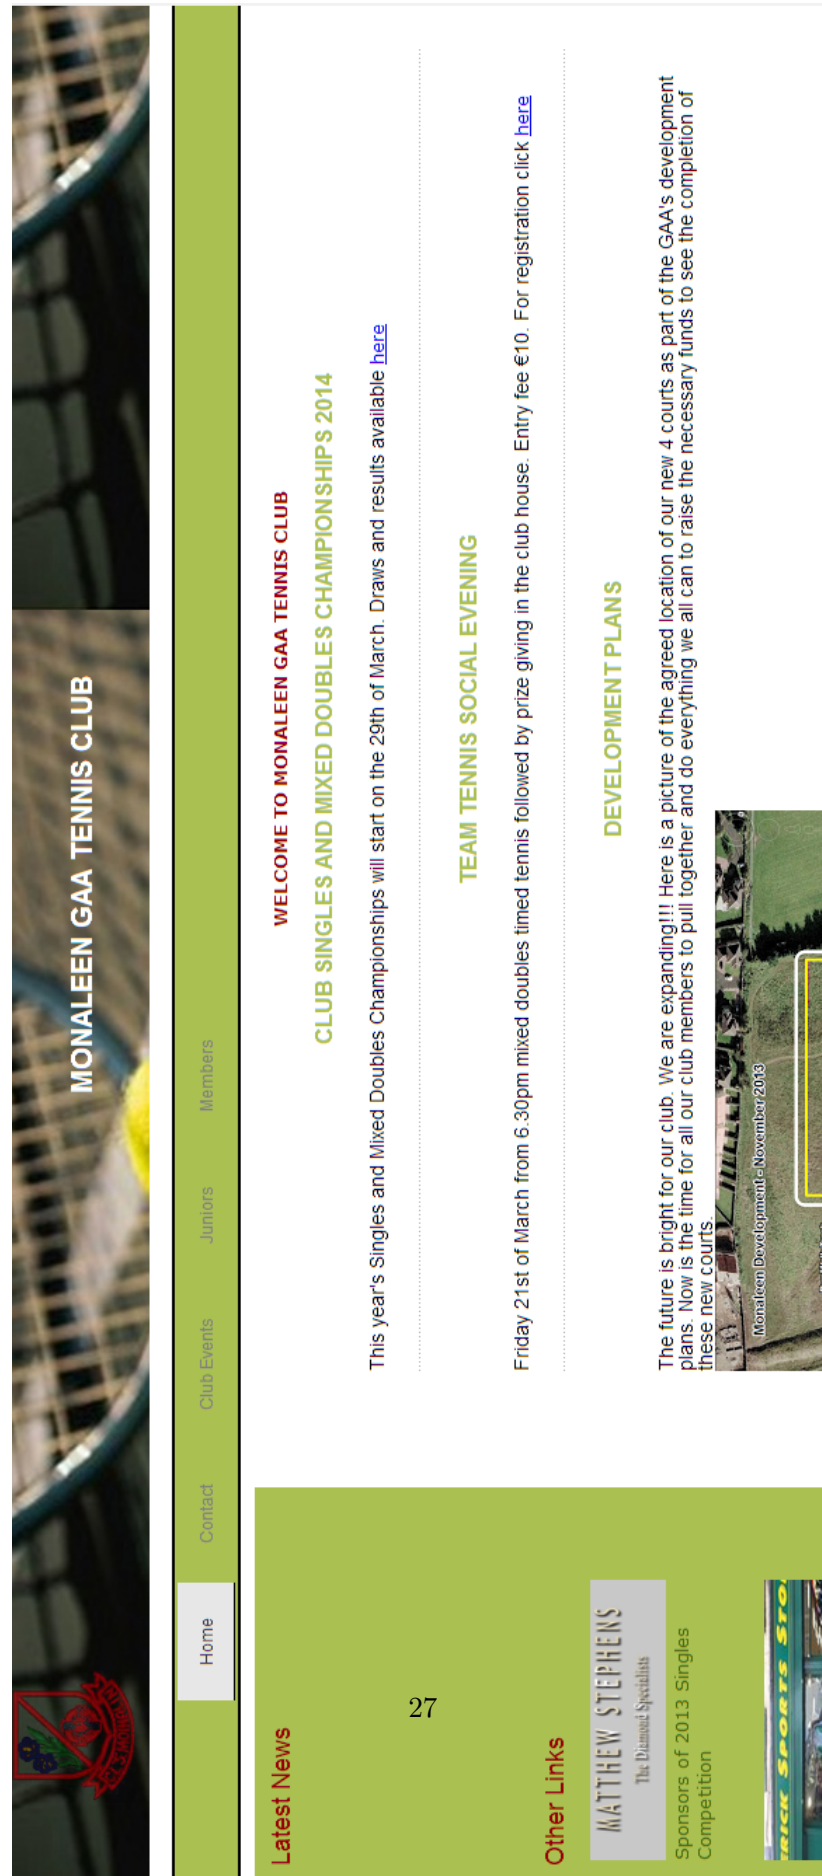 MONALEEN GAA TENNIS CLUB
Home
Contact
Club Events
Juniors
Members
Latest News
Other Links
MATTHEW STEPHENS
The Diamond Specialists
Sponsors of 2013 Singles
Competition
SPORTS
WELCOME TO MONALEEN GAA TENNIS CLUB
CLUB SINGLES AND MIXED DOUBLES CHAMPIONSHIPS 2014
This year's Singles and Mixed Doubles Championships will start on the 29th of March. Draws and results available here
TEAM TENNIS SOCIAL EVENING
Friday 21st of March from 6.30pm mixed doubles timed tennis followed by prize giving in the club house. Entry fee €10. For registration click here
DEVELOPMENT PLANS
The future is bright for our club. We are expanding!!! Here is a picture of the agreed location of our new 4 courts as part of the GAA's development
plans. Now is the time for all our club members to pull together and do everything we all can to raise the necessary funds to see the completion of
these new courts.
Monaleen Development - November 2013
27